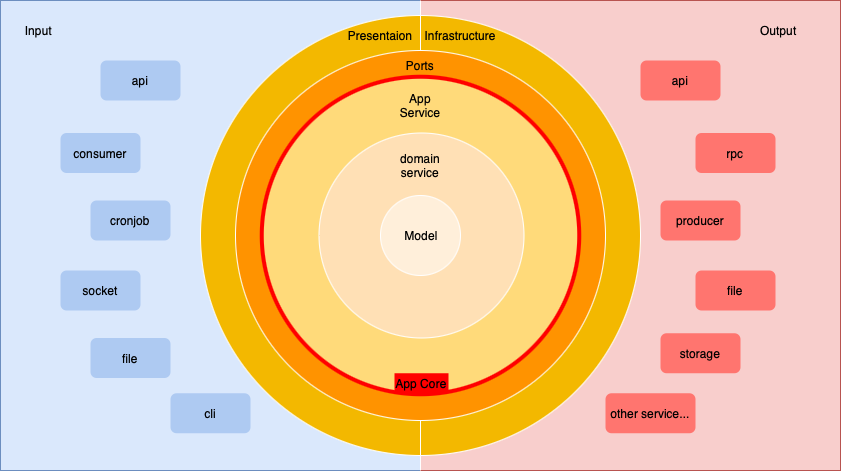 Input
Output
Presentaion
Infrastructure
Ports
App
Service
domain
service
Model
App Core
api
consumer
cronjob
socket
file
cli
api
rpc
producer
file
storage
other service...